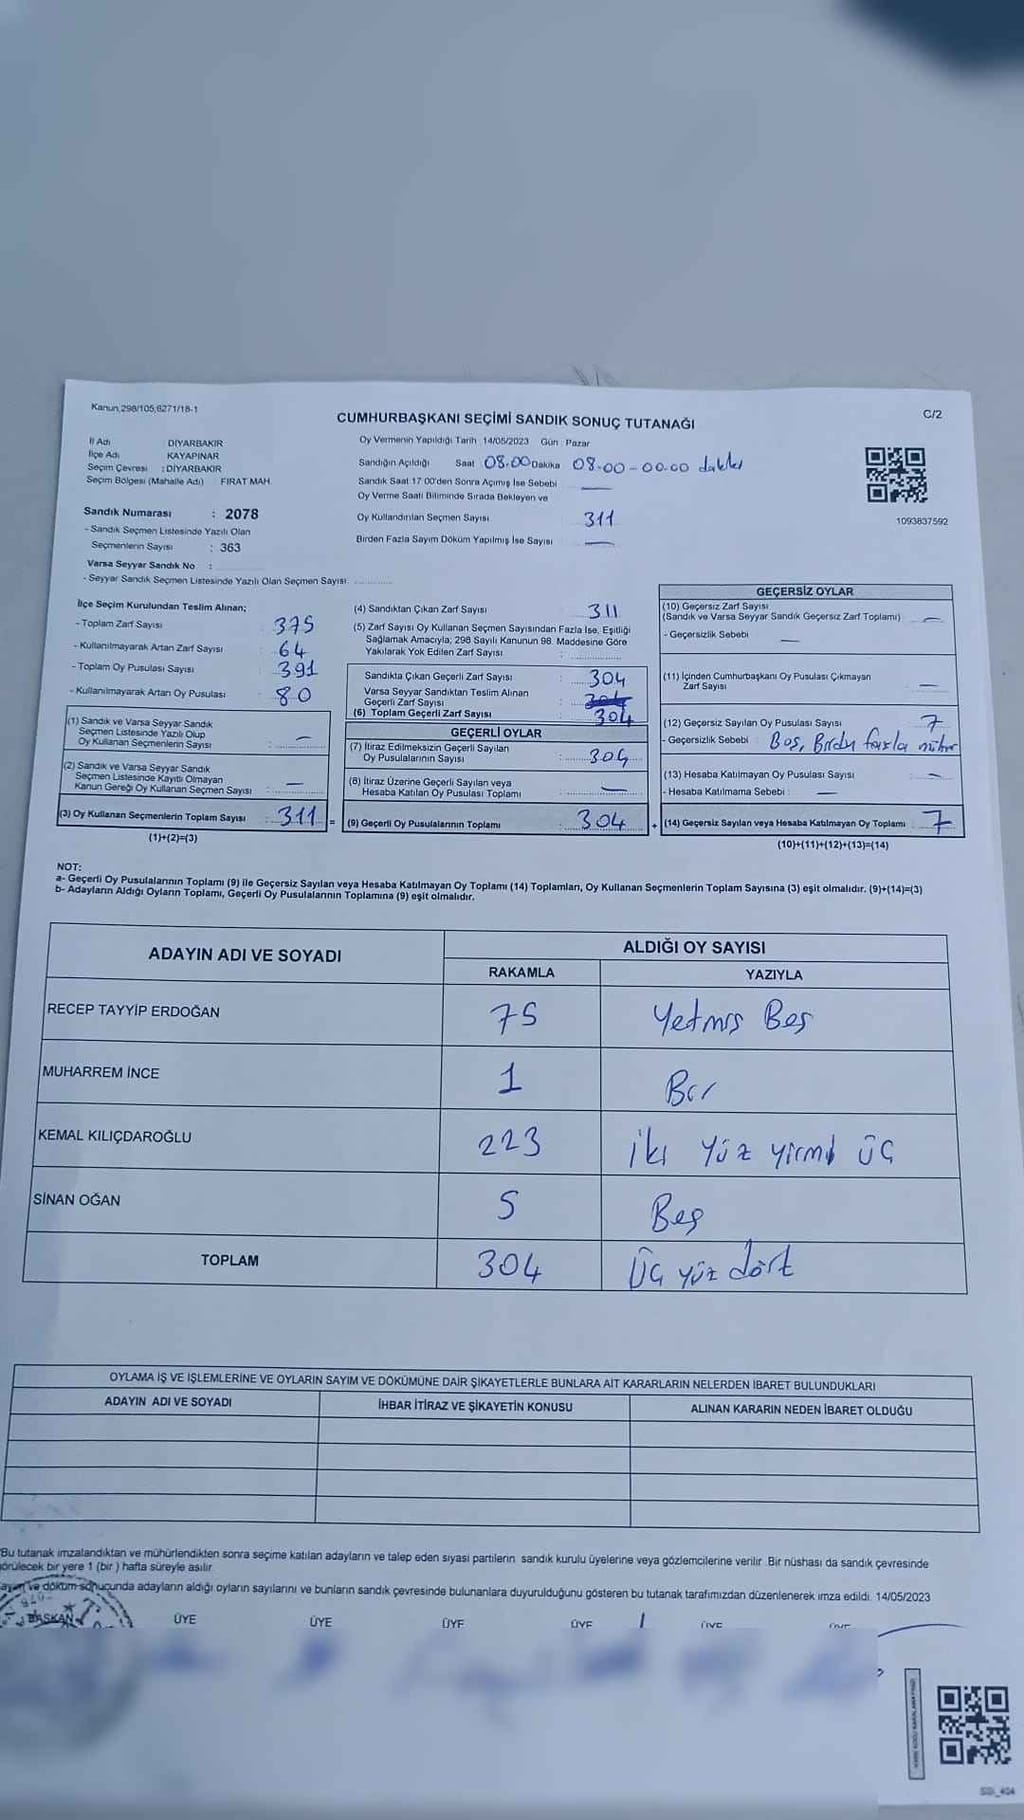 Kanun,298/105,6271/18-1
C/2
CUMHURBAŞKANI SEÇİMİ SANDIK SONUÇ TUTANAĞI
İl Adı DİYARBAKIR
İlçe Adı KAYAPINAR
Seçim Çevresi : DİYARBAKIR
Seçim Bölgesi (Mahalle Adı) FIRAT MAH.
Sandık Numarası : 2078
- Sandık Seçmen Listesinde Yazılı Olan
Seçmenlerin Sayısı : 363
Varsa Seyyar Sandık No :
- Seyyar Sandık Seçmen Listesinde Yazılı Olan Seçmen Sayısı:
Oy Vermenin Yapıldığı Tarih 14/05/2023 Gün : Pazar
Sandığın Açıldığı Saat 08.00 Dakika 08.00-00.00
Sandık Saat 17 00'den Sonra Açımış İse Sebebi —
Oy Verme Saati Bitiminde Sırada Bekleyen ve
Oy Kullandırılan Seçmen Sayısı 311
Birden Fazla Sayım Döküm Yapılmış İse Sayısı —
1093837592
İlçe Seçim Kurulundan Teslim Alınan;
- Toplam Zarf Sayısı : 375
- Kullanılmayarak Artan Zarf Sayısı : 64
- Toplam Oy Pusulası Sayısı : 391
- Kullanılmayarak Artan Oy Pusulası : 80
(1) Sandık ve Varsa Seyyar Sandık
Seçmen Listesinde Yazılı Olup
Oy Kullanan Seçmenlerin Sayısı : —
(2) Sandık ve Varsa Seyyar Sandık
Seçmen Listesinde Kayıtlı Olmayan
Kanun Gereği Oy Kullanan Seçmen Sayısı : —
(3) Oy Kullanan Seçmenlerin Toplam Sayısı : 311 =
(1)+(2)=(3)
(4) Sandıktan Çıkan Zarf Sayısı : 311
(5) Zarf Sayısı Oy Kullanan Seçmen Sayısından Fazla İse, Eşitliği
Sağlamak Amacıyla; 298 Sayılı Kanunun 98. Maddesine Göre
Yakılarak Yok Edilen Zarf Sayısı :
Sandıkta Çıkan Geçerli Zarf Sayısı : 304
Varsa Seyyar Sandıktan Teslim Alınan
Geçerli Zarf Sayısı :
(6) Toplam Geçerli Zarf Sayısı : 304
GEÇERLİ OYLAR
(7) İtiraz Edilmeksizin Geçerli Sayılan
Oy Pusulalarının Sayısı : 304
(8) İtiraz Üzerine Geçerli Sayılan veya
Hesaba Katılan Oy Pusulası Toplamı : —
(9) Geçerli Oy Pusulalarının Toplamı : 304 +
GEÇERSİZ OYLAR
(10) Geçersiz Zarf Sayısı
(Sandık ve Varsa Seyyar Sandık Geçersiz Zarf Toplamı) : —
- Geçersizlik Sebebi —
(11) İçinden Cumhurbaşkanı Oy Pusulası Çıkmayan
Zarf Sayısı —
(12) Geçersiz Sayılan Oy Pusulası Sayısı 7
- Geçersizlik Sebebi : Boş, Birden fazla mühür
(13) Hesaba Katılmayan Oy Pusulası Sayısı —
- Hesaba Katılmama Sebebi : —
(14) Geçersiz Sayılan veya Hesaba Katılmayan Oy Toplamı : 7
(10)+(11)+(12)+(13)=(14)
NOT:
a- Geçerli Oy Pusulalarının Toplamı (9) ile Geçersiz Sayılan veya Hesaba Katılmayan Oy Toplamı (14) Toplamları, Oy Kullanan Seçmenlerin Toplam Sayısına (3) eşit olmalıdır. (9)+(14)=(3)
b- Adayların Aldığı Oyların Toplamı, Geçerli Oy Pusulalarının Toplamına (9) eşit olmalıdır.
ADAYIN ADI VE SOYADI
ALDIĞI OY SAYISI
RAKAMLA YAZIYLA
RECEP TAYYİP ERDOĞAN 75 Yetmiş Beş
MUHARREM İNCE 1 Bir
KEMAL KILIÇDAROĞLU 223 İki Yüz yirmi üç
SİNAN OĞAN 5 Beş
TOPLAM 304 Üç yüz dört
OYLAMA İŞ VE İŞLEMLERİNE VE OYLARIN SAYIM VE DÖKÜMÜNE DAİR ŞİKAYETLERLE BUNLARA AİT KARARLARIN NELERDEN İBARET BULUNDUKLARI
ADAYIN ADI VE SOYADI İHBAR İTİRAZ VE ŞİKAYETİN KONUSU ALINAN KARARIN NEDEN İBARET OLDUĞU
Bu tutanak imzalandıktan ve mühürlendikten sonra seçime katılan adayların ve talep eden siyasi partilerin sandık kurulu üyelerine veya gözlemcilerine verilir. Bir nüshası da sandık çevresinde
görülecek bir yere 1 (bir) hafta süreyle asılır
ve döküm sonucunda adayların aldığı oyların sayılarını ve bunların sandık çevresinde bulunanlara duyurulduğunu gösteren bu tutanak tarafımızdan düzenlenerek imza edildi. 14/05/2023
BAŞKAN ÜYE ÜYE ÜYE ÜYE ÜYE ÜYE